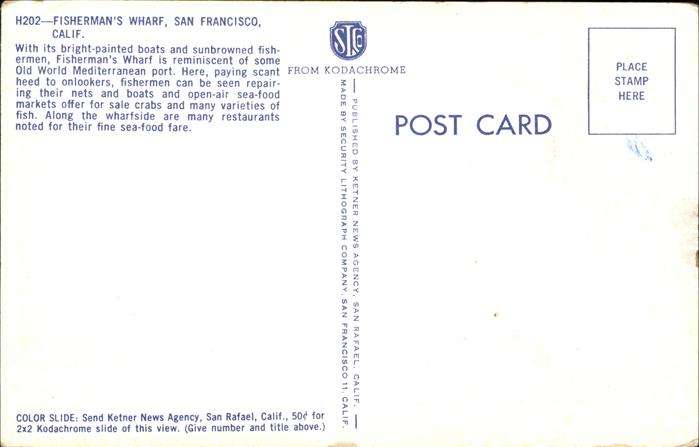 H202—FISHERMAN'S WHARF, SAN FRANCISCO,
CALIF.
With its bright-painted boats and sunbrowned fish-
ermen, Fisherman's Wharf is reminiscent of some
Old World Mediterranean port. Here, paying scant
heed to onlookers, fishermen can be seen repair-
ing their nets and boats and open-air sea-food
markets offer for sale crabs and many varieties of
fish. Along the wharfside are many restaurants
noted for their fine sea-food fare.
COLOR SLIDE: Send Ketner News Agency, San Rafael, Calif., 50¢ for
2x2 Kodachrome slide of this view. (Give number and title above.)
SLCo
FROM KODACHROME
PUBLISHED BY KETNER NEWS AGENCY, SAN RAFAEL, CALIF.
MADE BY SECURITY LITHOGRAPH COMPANY, SAN FRANCISCO 11, CALIF.
POST CARD
PLACE
STAMP
HERE